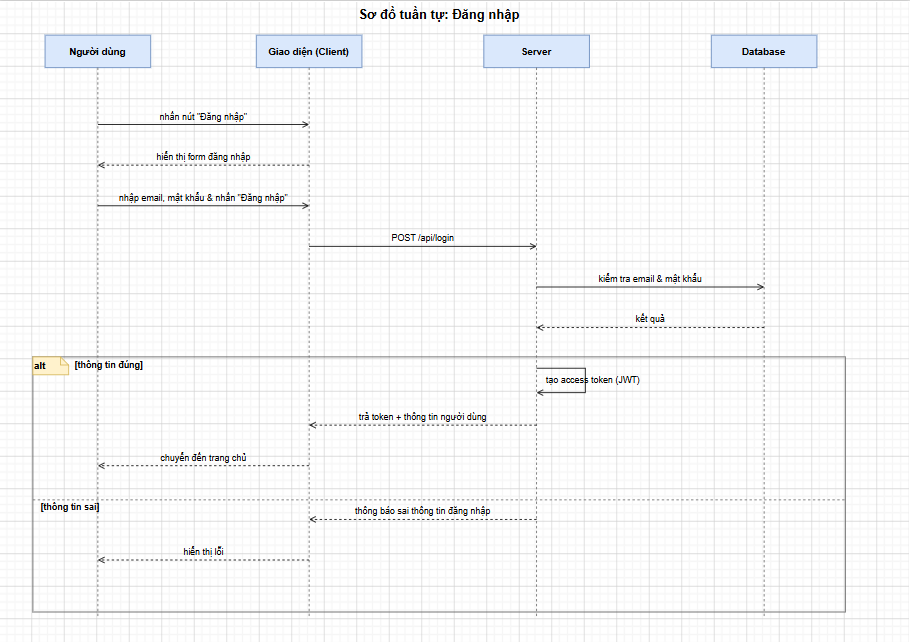 Sơ đồ tuần tự: Đăng nhập
Người dùng
Giao diện (Client)
Server
Database
nhấn nút "Đăng nhập"
hiển thị form đăng nhập
nhập email, mật khẩu & nhấn "Đăng nhập"
POST /api/login
kiểm tra email & mật khẩu
kết quả
alt
[thông tin đúng]
tạo access token (JWT)
trả token + thông tin người dùng
chuyển đến trang chủ
[thông tin sai]
thông báo sai thông tin đăng nhập
hiển thị lỗi